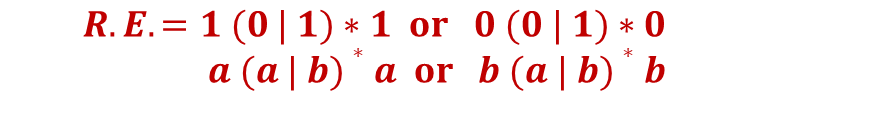 R. E. = 1 (0 | 1) * 1 or 0 (0 | 1) * 0
a (a | b) * a or b (a | b) * b